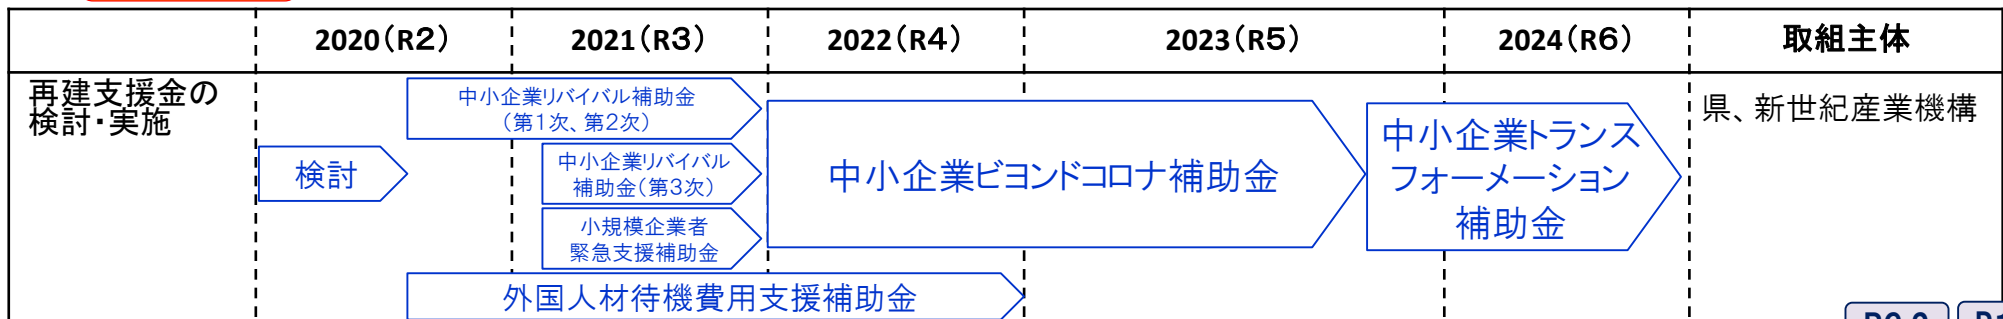 2020(R2)
2021(R3)
2022(R4)
2023(R5)
2024(R6)
取組主体
再建支援金の
検討・実施
検討
中小企業リバイバル補助金
(第1次、第2次)
中小企業リバイバル
補助金(第3次)
小規模企業者
緊急支援補助金
外国人材待機費用支援補助金
中小企業ビヨンドコロナ補助金
中小企業トランス
フォーメーション
補助金
県、新世紀産業機構